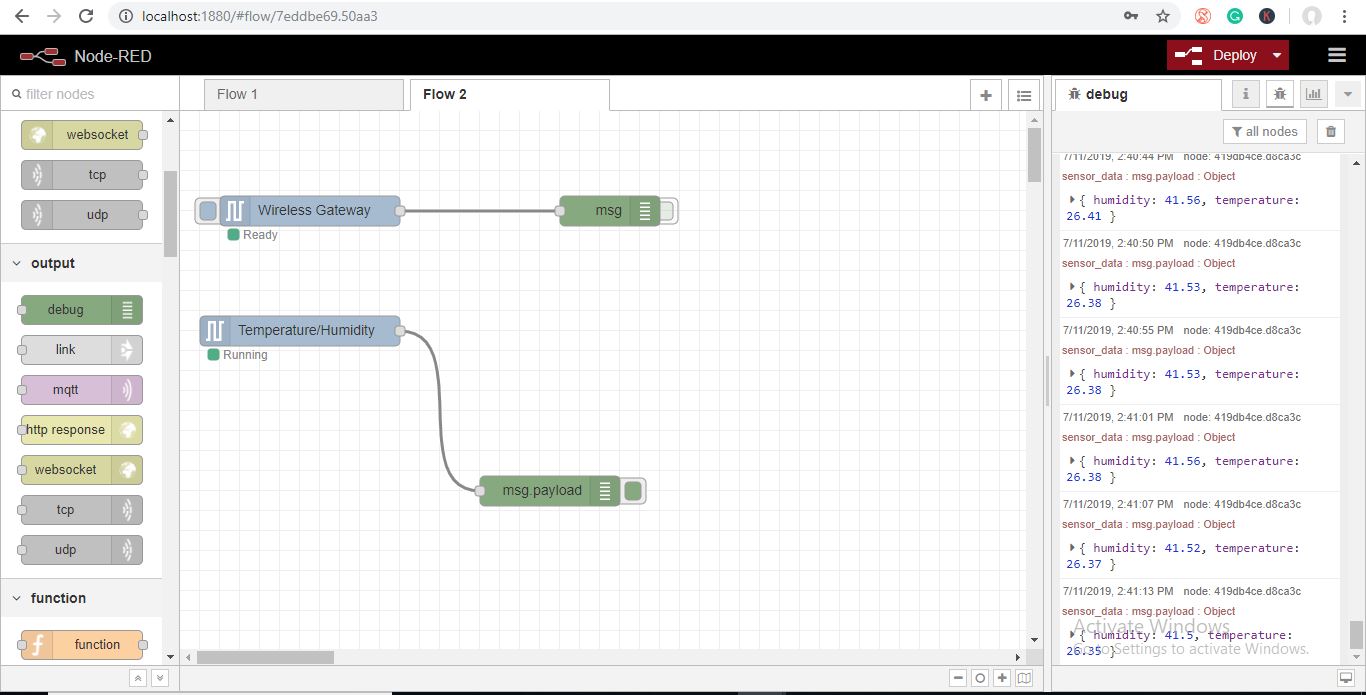 localhost:1880/#flow/7eddbe69.50aa3
Node-RED
Deploy
filter nodes
websocket
tcp
udp
output
debug
link
mqtt
http response
websocket
tcp
udp
function
function
Flow 1
Flow 2
Wireless Gateway
Ready
msg
Temperature/Humidity
Running
msg.payload
debug
all nodes
7/11/2019, 2:40:44 PM node: 419db4ce.d8ca3c
sensor_data : msg.payload : Object
{ humidity: 41.56, temperature:
26.41 }
7/11/2019, 2:40:50 PM node: 419db4ce.d8ca3c
sensor_data : msg.payload : Object
{ humidity: 41.53, temperature:
26.38 }
7/11/2019, 2:40:55 PM node: 419db4ce.d8ca3c
sensor_data : msg.payload : Object
{ humidity: 41.53, temperature:
26.38 }
7/11/2019, 2:41:01 PM node: 419db4ce.d8ca3c
sensor_data : msg.payload : Object
{ humidity: 41.56, temperature:
26.38 }
7/11/2019, 2:41:07 PM node: 419db4ce.d8ca3c
sensor_data : msg.payload : Object
{ humidity: 41.52, temperature:
26.37 }
7/11/2019, 2:41:13 PM node: 419db4ce.d8ca3c
sensor_data : msg.payload : Object
{ humidity: 41.5, temperature:
26.35 }
Activate Windows
Go to Settings to activate Windows.